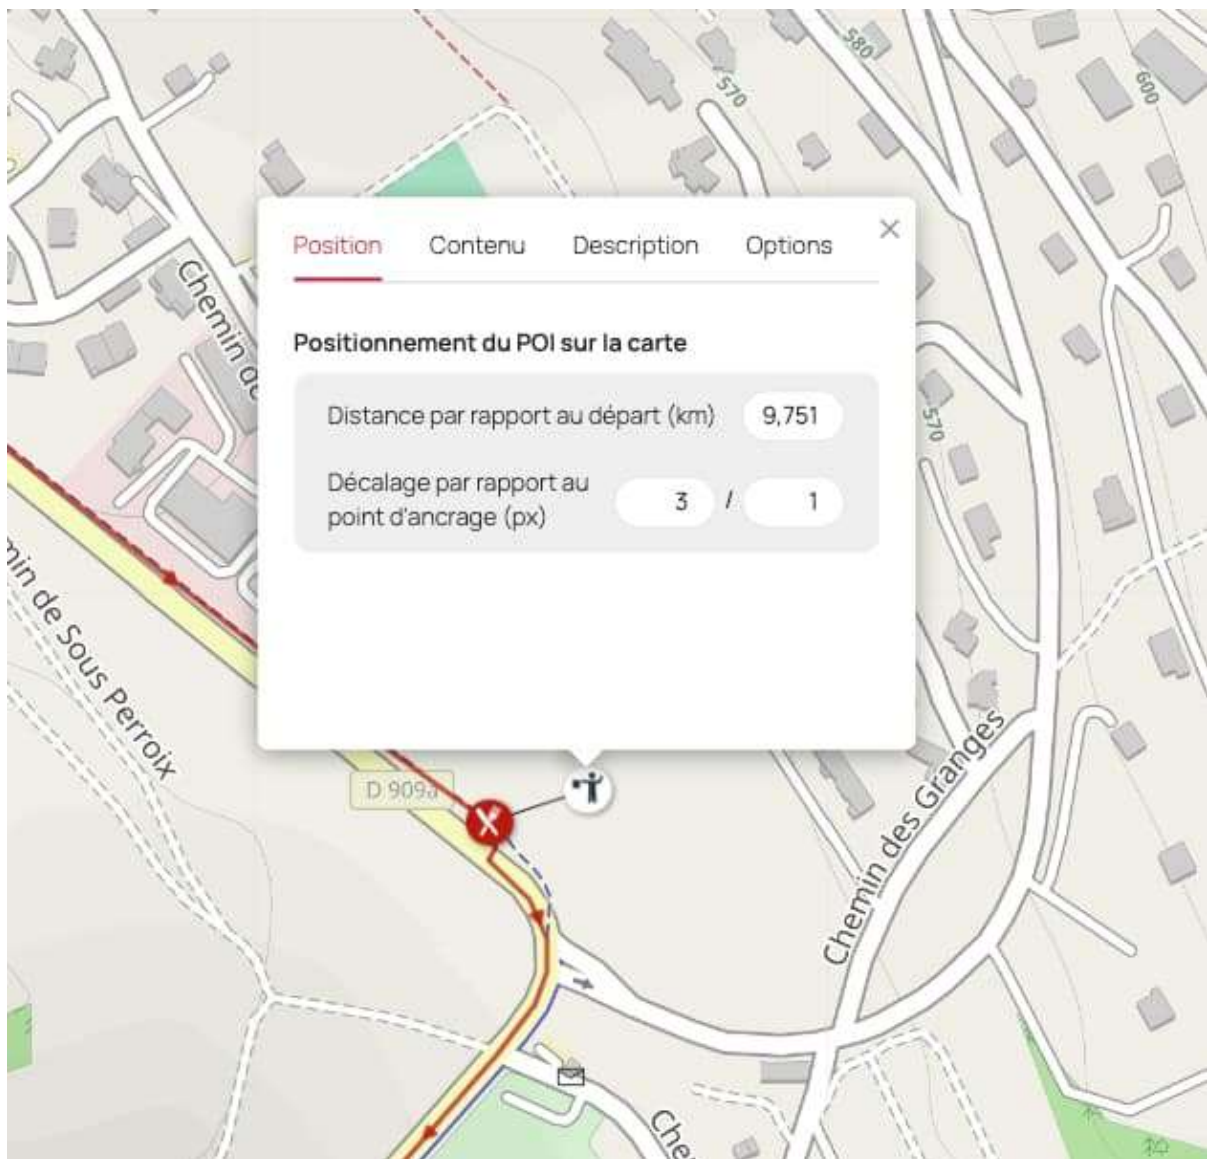 580
570
600
Position Contenu Description Options
Chemin de
Positionnement du POI sur la carte
Distance par rapport au départ (km) 9,751
570
Décalage par rapport au
point d'ancrage (px) 3 / 1
min de Sous Perroix
D 909a
Chemin des Granges
Che